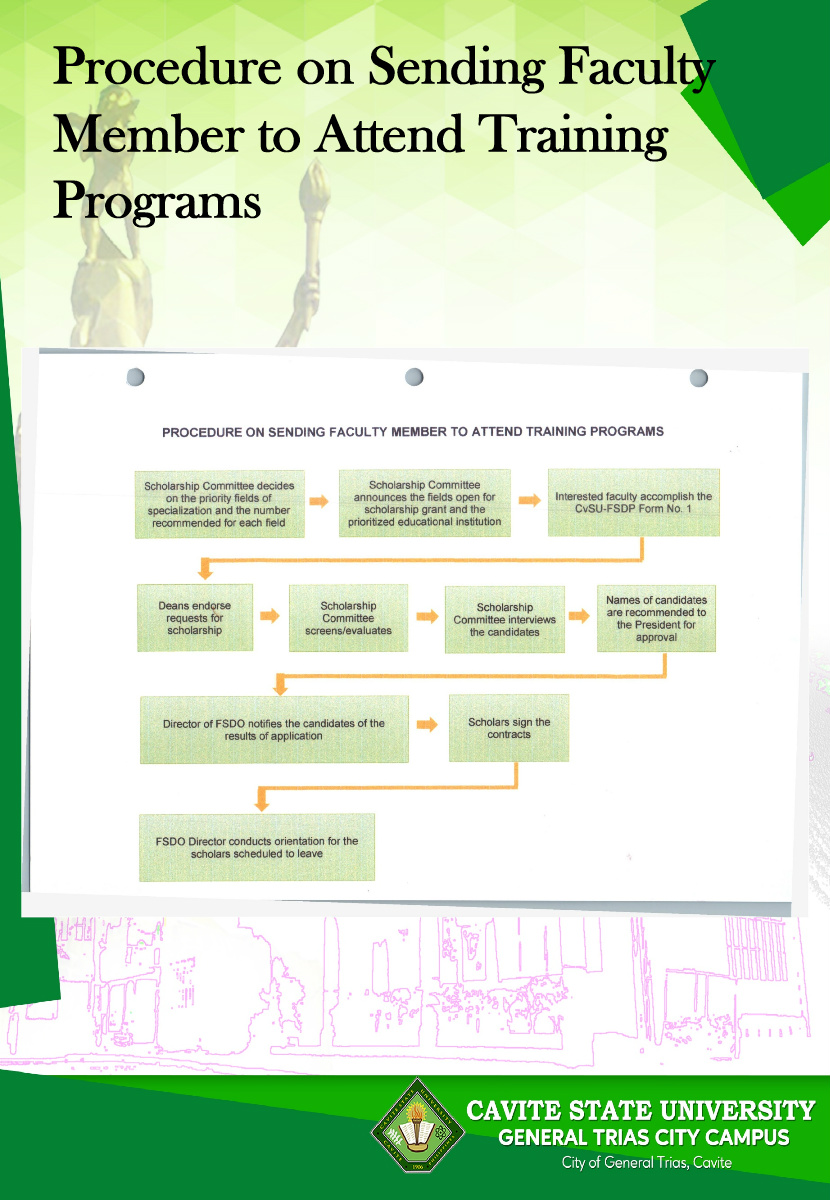 Procedure on Sending Faculty
Member to Attend Training
Programs
PROCEDURE ON SENDING FACULTY MEMBER TO ATTEND TRAINING PROGRAMS
Scholarship Committee decides
on the priority fields of
specialization and the number
recommended for each field
Scholarship Committee
announces the fields open for
scholarship grant and the
prioritized educational institution
Interested faculty accomplish the
CvSU-FSDP Form No. 1
Deans endorse
requests for
scholarship
Scholarship
Committee
screens/evaluates
Scholarship
Committee interviews
the candidates
Names of candidates
are recommended to
the President for
approval
Director of FSDO notifies the candidates of the
results of application
Scholars sign the
contracts
FSDO Director conducts orientation for the
scholars scheduled to leave
CAVITE STATE UNIVERSITY
GENERAL TRIAS CITY CAMPUS
City of General Trias, Cavite
1906